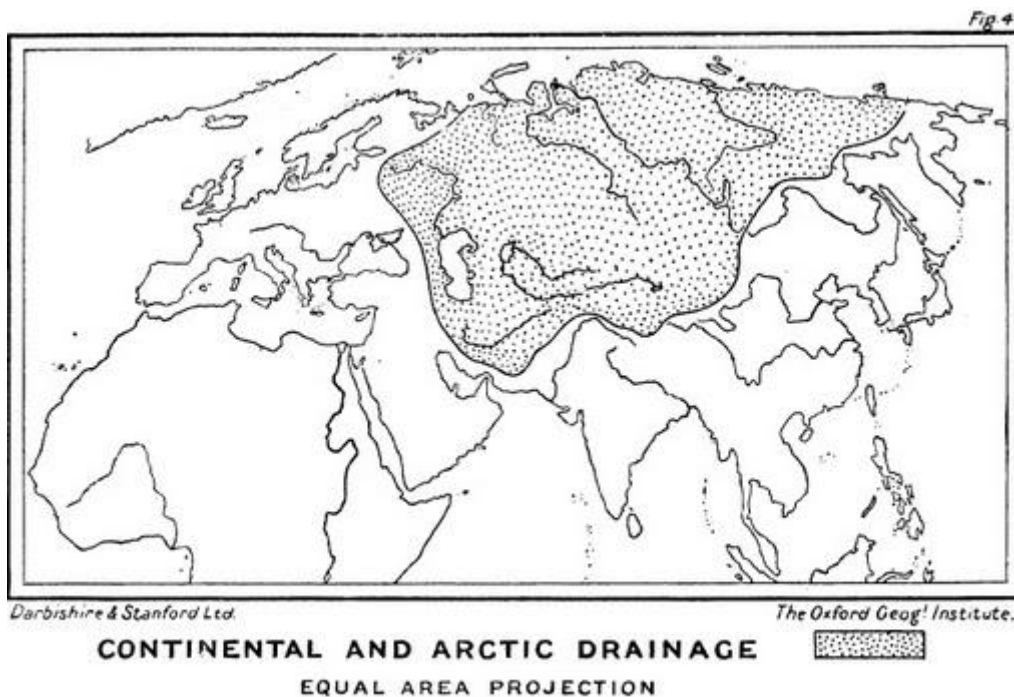 Fig. 4
Darbishire & Stanford Ltd.
The Oxford Geog! Institute.
CONTINENTAL AND ARCTIC DRAINAGE
EQUAL AREA PROJECTION